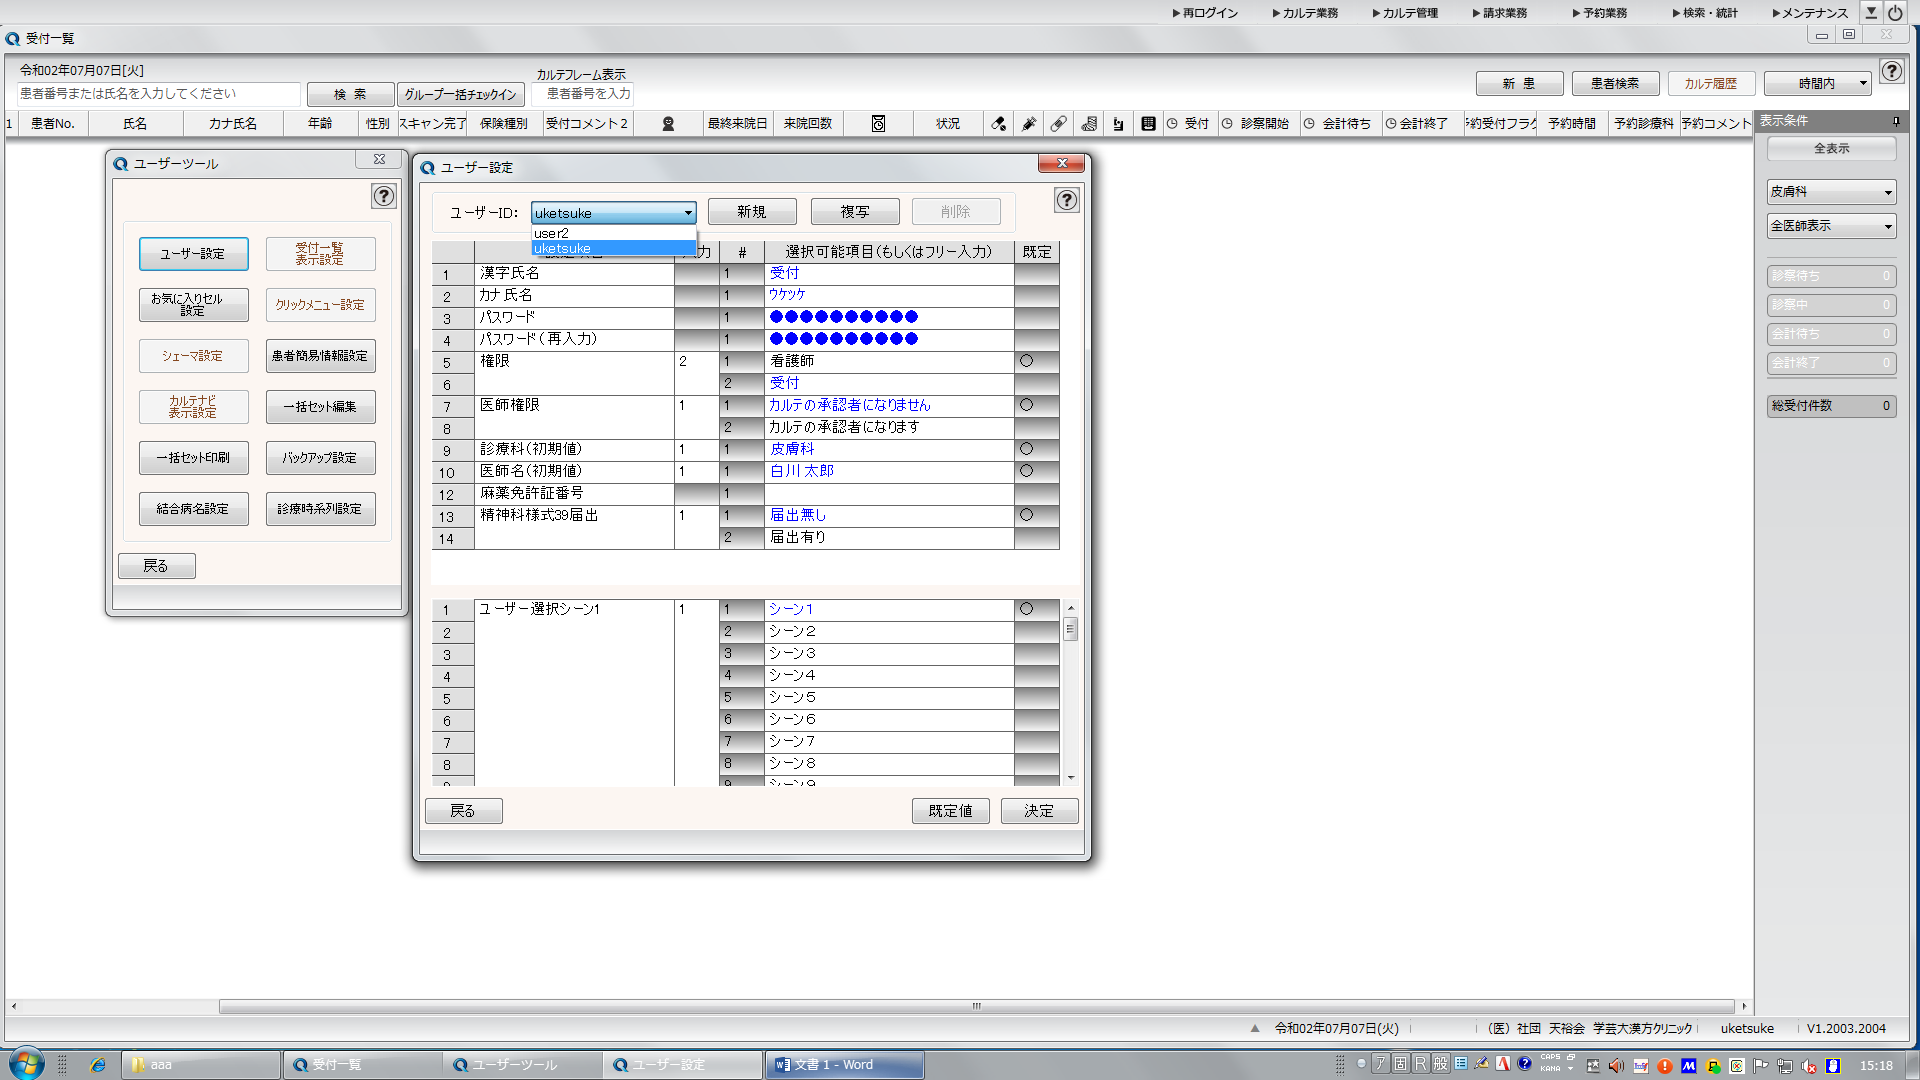 ▶再ログイン ▶カルテ業務 ▶カルテ管理 ▶請求業務 ▶予約業務 ▶検索・統計 ▶メンテナンス
受付一覧
令和02年07月07日[火]
カルテフレーム表示
患者番号または氏名を入力してください 検 索 グループ一括チェックイン 患者番号を入力
新 患 患者検索 カルテ履歴 時間内
1 患者No. 氏名 カナ氏名 年齢 性別 スキャン完了 保険種別 受付コメント2 最終来院日 来院回数 状況 受付 診察開始 会計待ち 会計終了 予約受付フラグ 予約時間 予約診療科 予約コメント
表示条件
全表示
皮膚科
全医師表示
診察待ち 0
診察中 0
会計待ち 0
会計終了 0
総受付件数 0
ユーザーツール
ユーザー設定 受付一覧
表示設定
お気に入りセル
設定 クリックメニュー設定
シェーマ設定 患者簡易情報設定
カルテナビ
表示設定 一括セット編集
一括セット印刷 バックアップ設定
結合病名設定 診療時系列設定
戻る
ユーザー設定
ユーザーID: uketsuke 新規 複写 削除
user2
uketsuke
# 選択可能項目(もしくはフリー入力) 既定
1 漢字氏名 1 受付
2 カナ氏名 1 ウケツケ
3 パスワード 1 ●●●●●●●●●●
4 パスワード(再入力) 1 ●●●●●●●●●●
5 権限 2 1 看護師 ○
6 2 受付
7 医師権限 1 1 カルテの承認者になりません ○
8 2 カルテの承認者になります
9 診療科(初期値) 1 1 皮膚科 ○
10 医師名(初期値) 1 1 白川 太郎 ○
12 麻薬免許証番号 1
13 精神科様式39届出 1 1 届出無し ○
14 2 届出有り
1 ユーザー選択シーン1 1 1 シーン1 ○
2 2 シーン2
3 3 シーン3
4 4 シーン4
5 5 シーン5
6 6 シーン6
7 7 シーン7
8 8 シーン8
9 9 シーン9
戻る 既定値 決定
令和02年07月07日(火) (医)社団 天裕会 学芸大漢方クリニック uketsuke V1.2003.2004
aaa 受付一覧 ユーザーツール ユーザー設定 文書 1 - Word
ア 固 R 般 CAPS
KANA
15:18